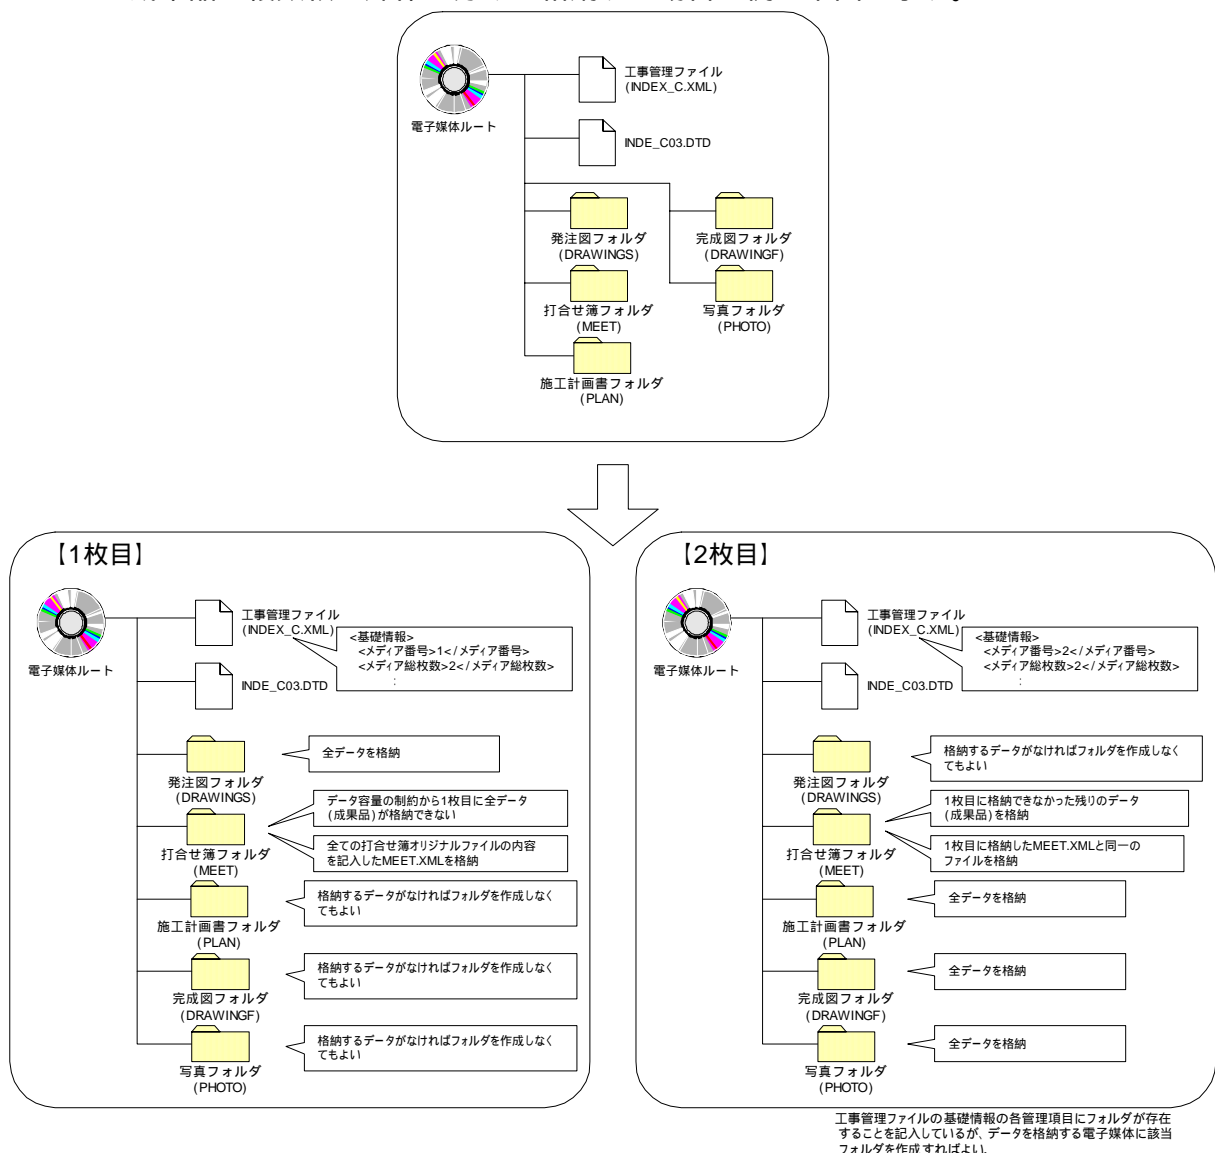 工事管理ファイル
(INDEX_C.XML)
電子媒体ルート
INDE_C03.DTD
発注図フォルダ
(DRAWINGS)
完成図フォルダ
(DRAWINGF)
打合せ簿フォルダ
(MEET)
写真フォルダ
(PHOTO)
施工計画書フォルダ
(PLAN)
【1枚目】
工事管理ファイル
(INDEX_C.XML)
<基礎情報>
<メディア番号>1</メディア番号>
<メディア総枚数>2</メディア総枚数>
:
電子媒体ルート
INDE_C03.DTD
全データを格納
発注図フォルダ
(DRAWINGS)
データ容量の制約から1枚目に全データ
(成果品)が格納できない
全ての打合せ簿オリジナルファイルの内容
を記入したMEET.XMLを格納
打合せ簿フォルダ
(MEET)
格納するデータがなければフォルダを作成しなく
てもよい
施工計画書フォルダ
(PLAN)
格納するデータがなければフォルダを作成しなく
てもよい
完成図フォルダ
(DRAWINGF)
格納するデータがなければフォルダを作成しなく
てもよい
写真フォルダ
(PHOTO)
【2枚目】
工事管理ファイル
(INDEX_C.XML)
<基礎情報>
<メディア番号>2</メディア番号>
<メディア総枚数>2</メディア総枚数>
:
電子媒体ルート
INDE_C03.DTD
格納するデータがなければフォルダを作成しなく
てもよい
発注図フォルダ
(DRAWINGS)
1枚目に格納できなかった残りのデータ
(成果品)を格納
1枚目に格納したMEET.XMLと同一の
ファイルを格納
打合せ簿フォルダ
(MEET)
全データを格納
施工計画書フォルダ
(PLAN)
全データを格納
完成図フォルダ
(DRAWINGF)
全データを格納
写真フォルダ
(PHOTO)
工事管理ファイルの基礎情報の各管理項目にフォルダが存在
することを記入しているが、データを格納する電子媒体に該当
フォルダを作成すればよい。